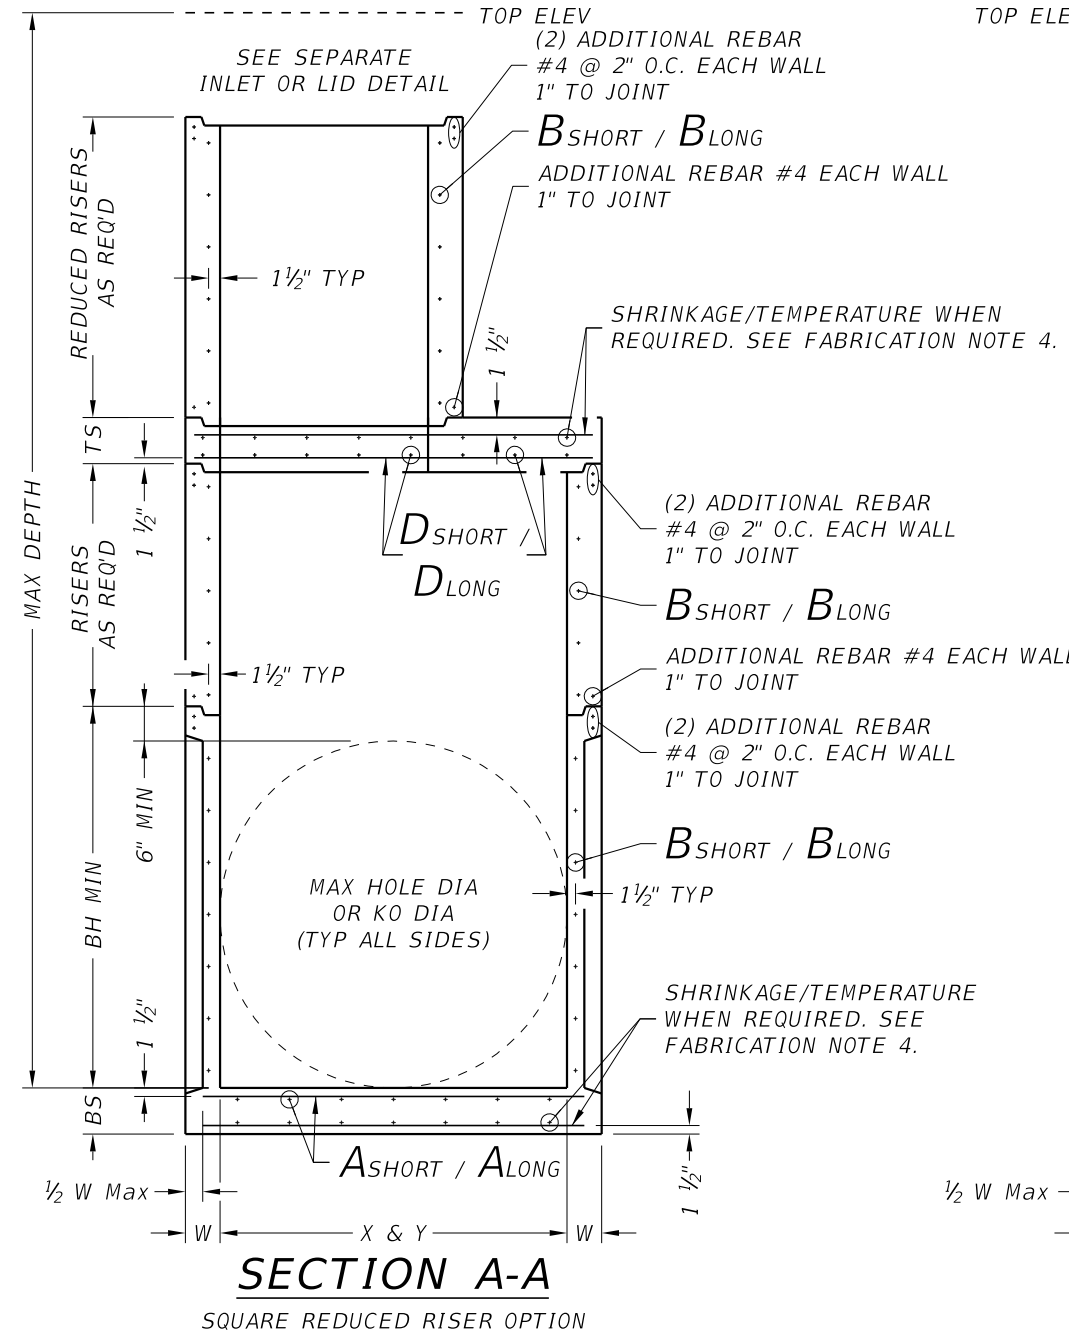 TOP ELEV
TOP ELE
SEE SEPARATE
INLET OR LID DETAIL
(2) ADDITIONAL REBAR
#4 @ 2" O.C. EACH WALL
1" TO JOINT
BSHORT / BLONG
ADDITIONAL REBAR #4 EACH WALL
1" TO JOINT
REDUCED RISERS
AS REQ'D
1½" TYP
SHRINKAGE/TEMPERATURE WHEN
REQUIRED. SEE FABRICATION NOTE 4.
1 ½"
TS
MAX DEPTH
RISERS
AS REQ'D
1 ½"
DSHORT /
DLONG
(2) ADDITIONAL REBAR
#4 @ 2" O.C. EACH WALL
1" TO JOINT
BSHORT / BLONG
1½" TYP
ADDITIONAL REBAR #4 EACH WALL
1" TO JOINT
(2) ADDITIONAL REBAR
#4 @ 2" O.C. EACH WALL
1" TO JOINT
6" MIN
BH MIN
BSHORT / BLONG
MAX HOLE DIA
OR KO DIA
(TYP ALL SIDES)
1½" TYP
1 ½"
SHRINKAGE/TEMPERATURE
WHEN REQUIRED. SEE
FABRICATION NOTE 4.
BS
ASHORT / ALONG
1 ½"
½ W Max
½ W Max
W
X & Y
W
SECTION A-A
SQUARE REDUCED RISER OPTION